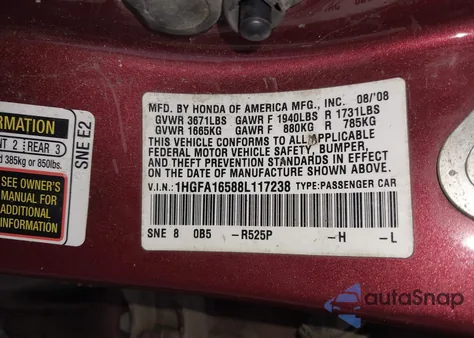 MFD. BY HONDA OF AMERICA MFG., INC. 08/'08
GVWR 3671LBS GAWR F 1940LBS R 1731LBS
GVWR 1665KG GAWR F 880KG R 785KG
THIS VEHICLE CONFORMS TO ALL APPLICABLE
FEDERAL MOTOR VEHICLE SAFETY, BUMPER,
AND THEFT PREVENTION STANDARDS IN EFFECT
ON THE DATE OF MANUFACTURE SHOWN ABOVE.
V.I.N.: 1HGFA16588L117238 TYPE: PASSENGER CAR
SNE 8 0B5 -R525P -H -L
INFORMATION
2 REAR 3
385kg or 850lbs.
SEE OWNER'S
MANUAL FOR
ADDITIONAL
INFORMATION
SNE E2
autoSnap